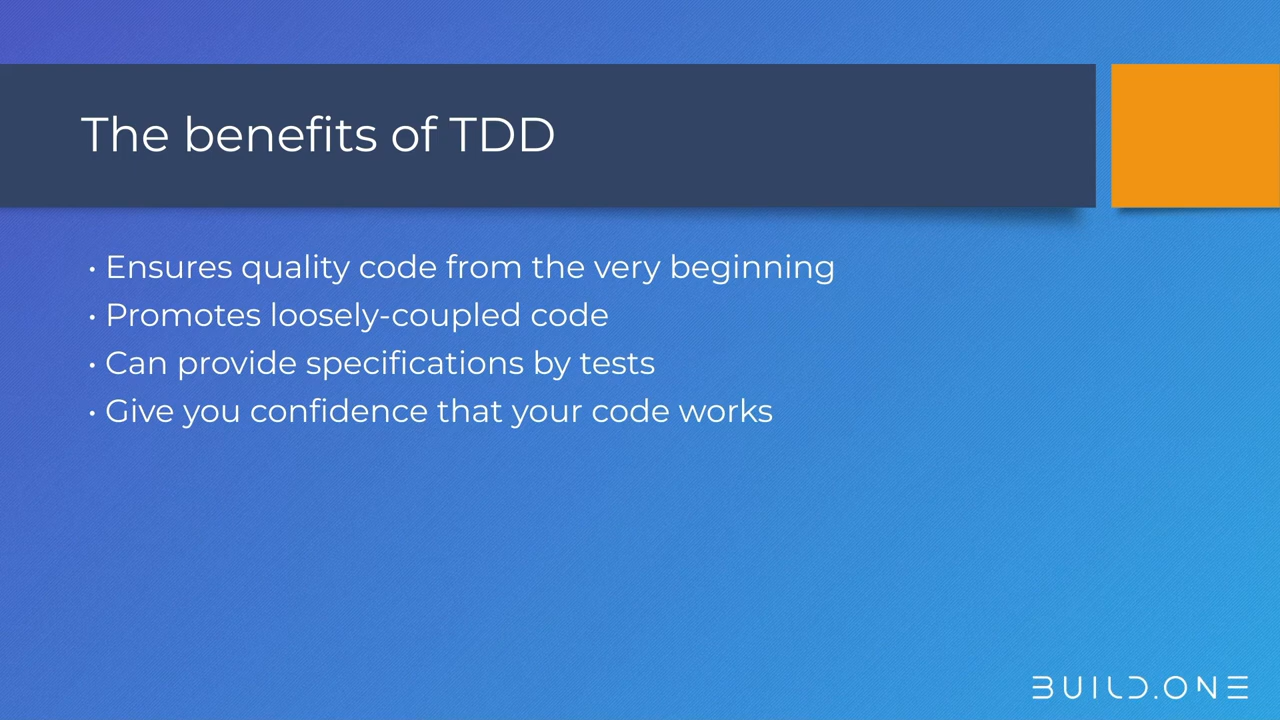 The benefits of TDD
• Ensures quality code from the very beginning
• Promotes loosely-coupled code
• Can provide specifications by tests
• Give you confidence that your code works
BUILD.ONE